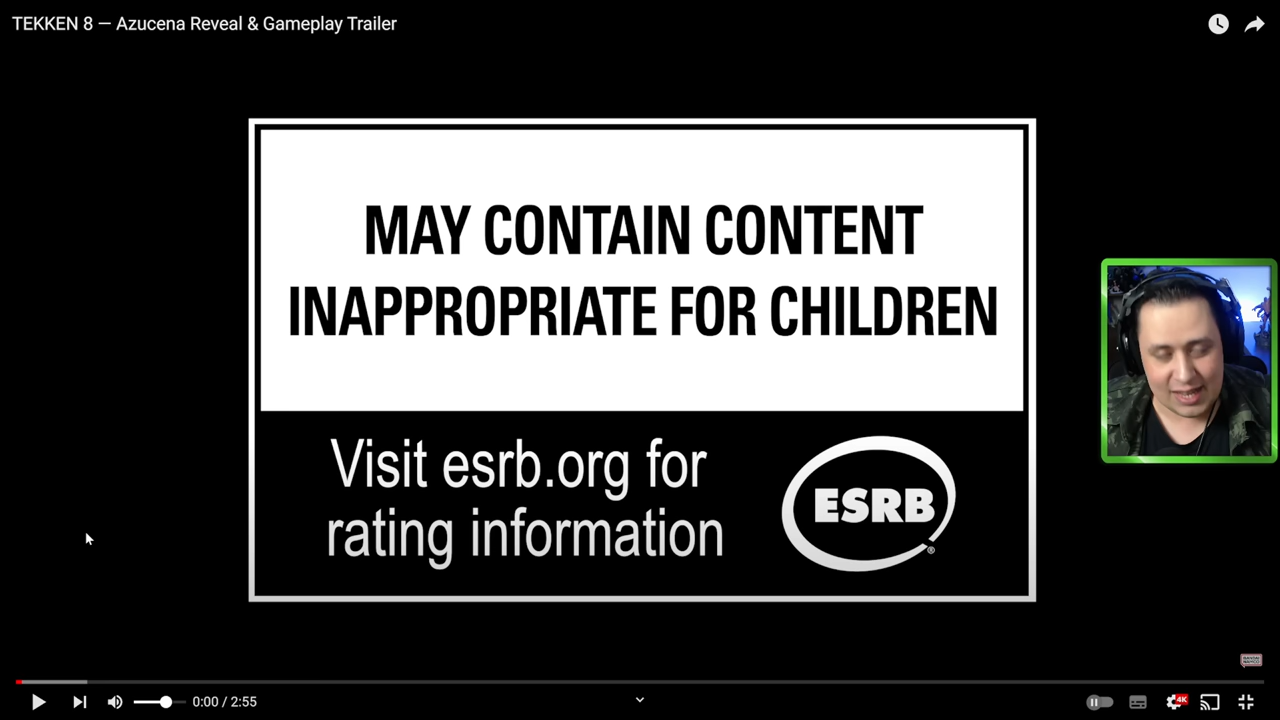 TEKKEN 8 — Azucena Reveal & Gameplay Trailer
MAY CONTAIN CONTENT
INAPPROPRIATE FOR CHILDREN
Visit esrb.org for
rating information
ESRB
®
0:00 / 2:55
4K